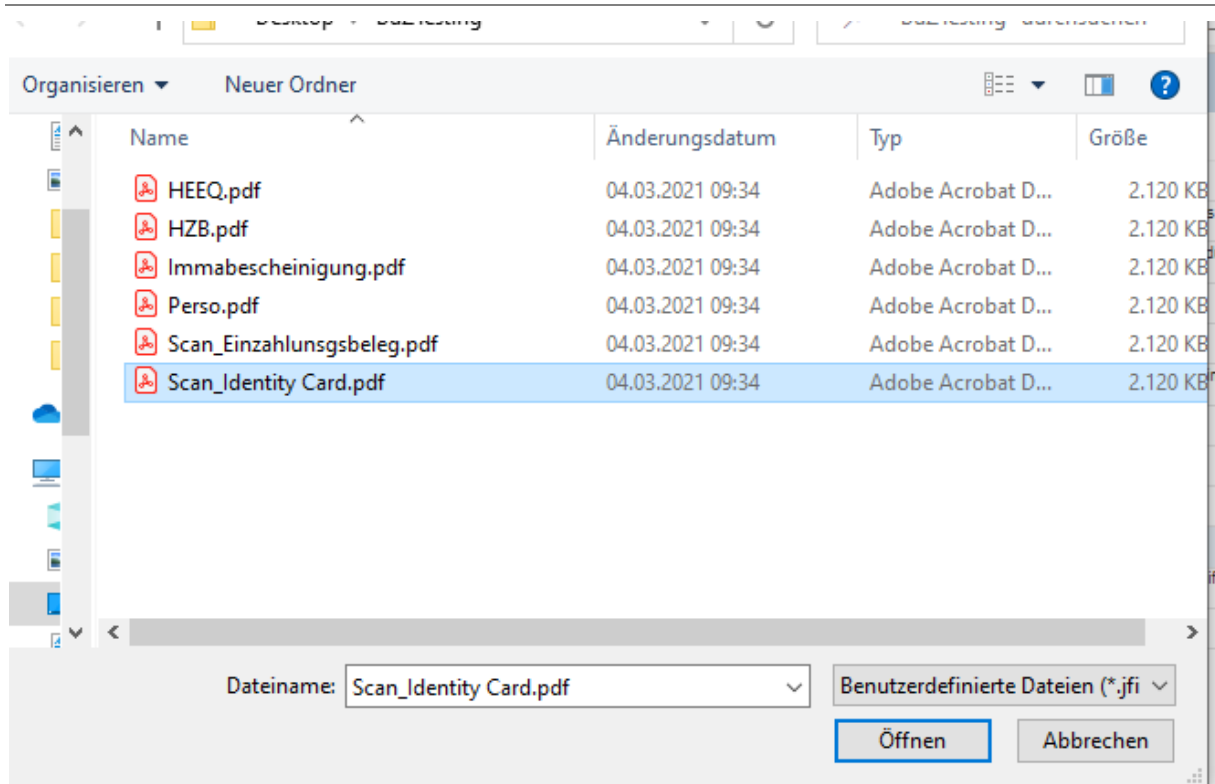 Desktop
Organisieren Neuer Ordner ?
Name Änderungsdatum Typ Größe
HEEQ.pdf 04.03.2021 09:34 Adobe Acrobat D... 2.120 KB
HZB.pdf 04.03.2021 09:34 Adobe Acrobat D... 2.120 KB
Immabescheinigung.pdf 04.03.2021 09:34 Adobe Acrobat D... 2.120 KB
Perso.pdf 04.03.2021 09:34 Adobe Acrobat D... 2.120 KB
Scan_Einzahlunsgsbeleg.pdf 04.03.2021 09:34 Adobe Acrobat D... 2.120 KB
Scan_Identity Card.pdf 04.03.2021 09:34 Adobe Acrobat D... 2.120 KB
Dateiname: Scan_Identity Card.pdf Benutzerdefinierte Dateien (*.jfi
Öffnen Abbrechen